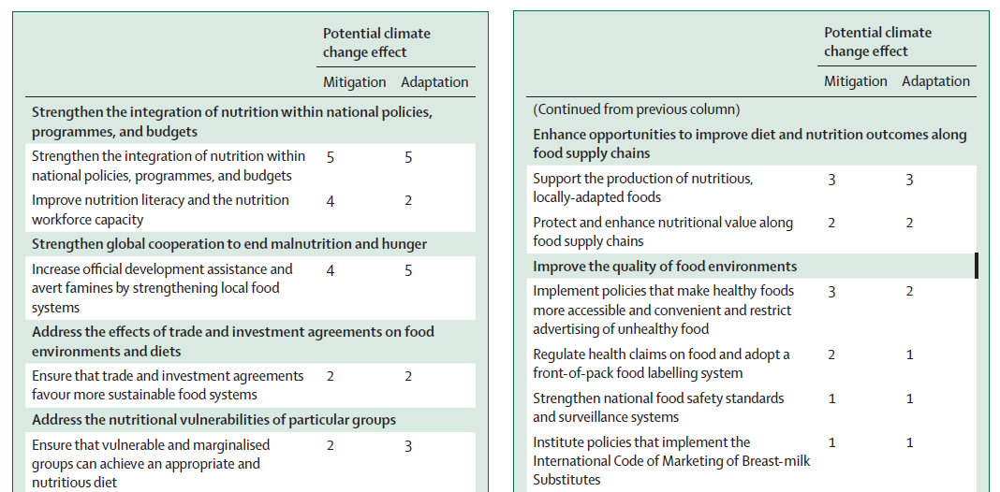 Potential climate
change effect
Mitigation Adaptation
Strengthen the integration of nutrition within national policies,
programmes, and budgets
Strengthen the integration of nutrition within 5 5
national policies, programmes, and budgets
Improve nutrition literacy and the nutrition 4 2
workforce capacity
Strengthen global cooperation to end malnutrition and hunger
Increase official development assistance and 4 5
avert famines by strengthening local food
systems
Address the effects of trade and investment agreements on food
environments and diets
Ensure that trade and investment agreements 2 2
favour more sustainable food systems
Address the nutritional vulnerabilities of particular groups
Ensure that vulnerable and marginalised 2 3
groups can achieve an appropriate and
nutritious diet
Potential climate
change effect
Mitigation Adaptation
(Continued from previous column)
Enhance opportunities to improve diet and nutrition outcomes along
food supply chains
Support the production of nutritious, 3 3
locally-adapted foods
Protect and enhance nutritional value along 2 2
food supply chains
Improve the quality of food environments
Implement policies that make healthy foods 3 2
more accessible and convenient and restrict
advertising of unhealthy food
Regulate health claims on food and adopt a 2 1
front-of-pack food labelling system
Strengthen national food safety standards 1 1
and surveillance systems
Institute policies that implement the 1 1
International Code of Marketing of Breast-milk
Substitutes